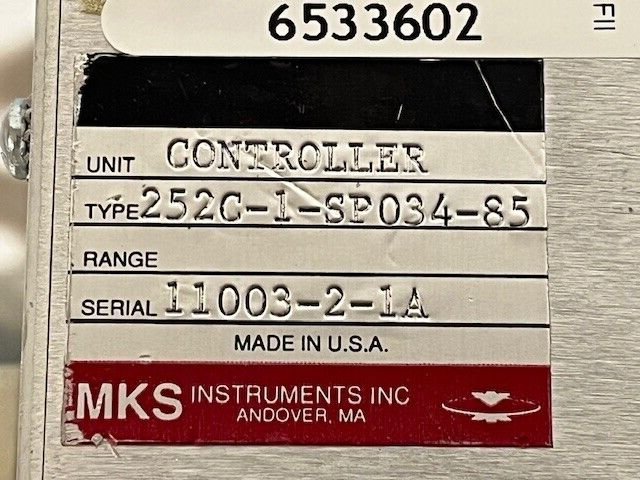 6533602
FII
UNIT CONTROLLER
TYPE 252C-1-SP034-85
RANGE
SERIAL 11003-2-1A
MADE IN U.S.A.
MKS INSTRUMENTS INC
ANDOVER, MA